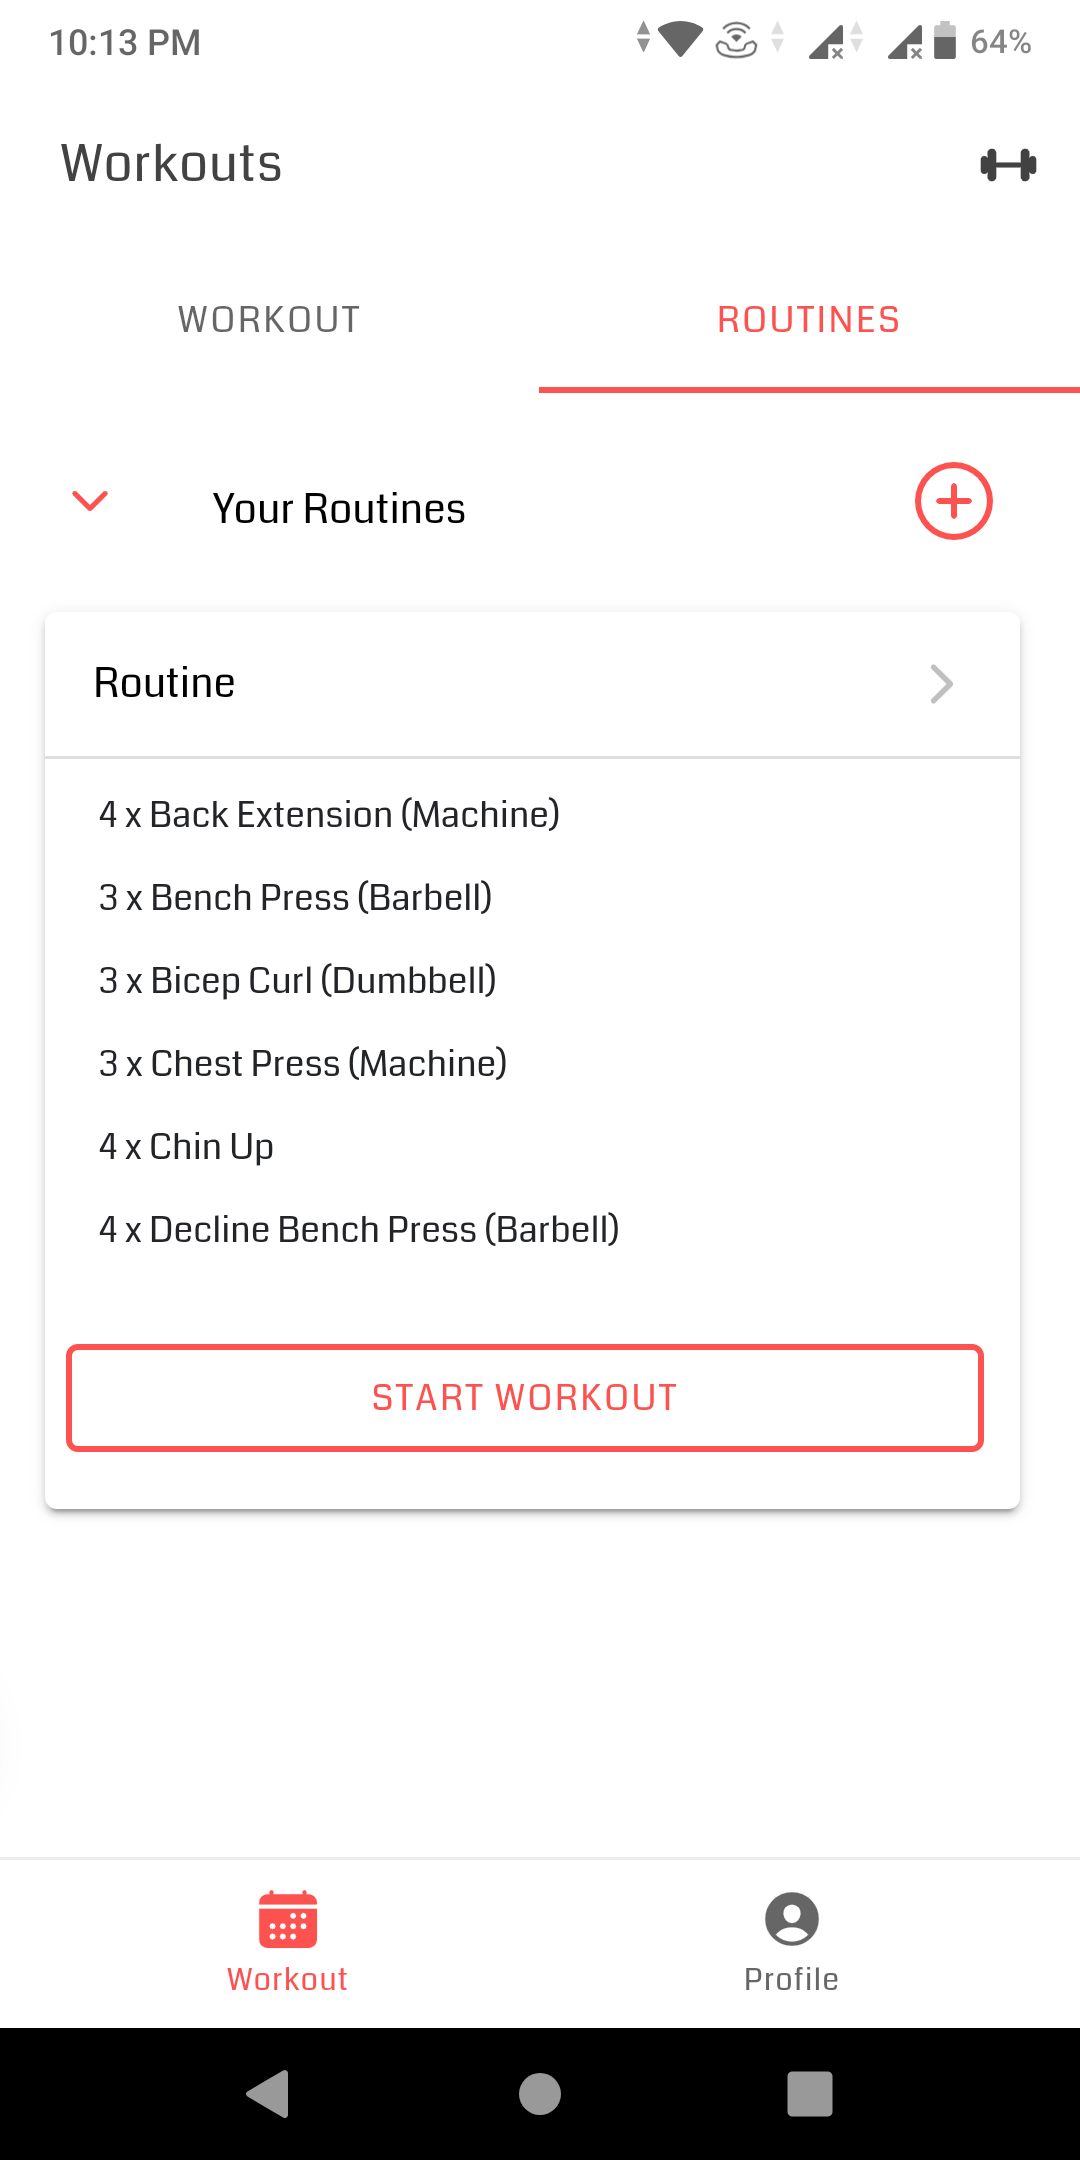 10:13 PM 64%
Workouts
WORKOUT ROUTINES
Your Routines
Routine
4 x Back Extension (Machine)
3 x Bench Press (Barbell)
3 x Bicep Curl (Dumbbell)
3 x Chest Press (Machine)
4 x Chin Up
4 x Decline Bench Press (Barbell)
START WORKOUT
Workout Profile